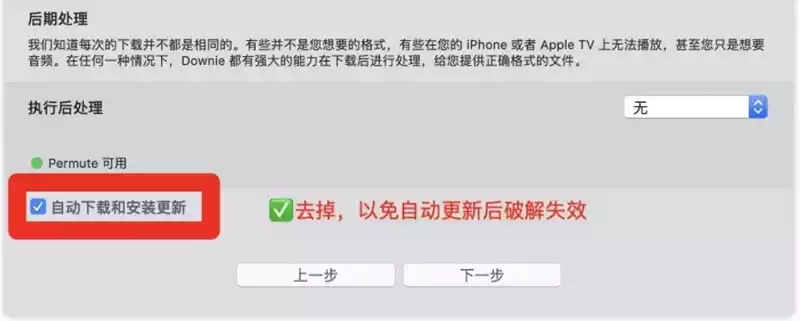 后期处理
我们知道每次的下载并不都是相同的。有些并不是您想要的格式，有些在您的 iPhone 或者 Apple TV 上无法播放，甚至您只是想要
音频。在任何一种情况下，Downie 都有强大的能力在下载后进行处理，给您提供正确格式的文件。
执行后处理
无
Permute 可用
自动下载和安装更新
✅去掉，以免自动更新后破解失效
上一步
下一步